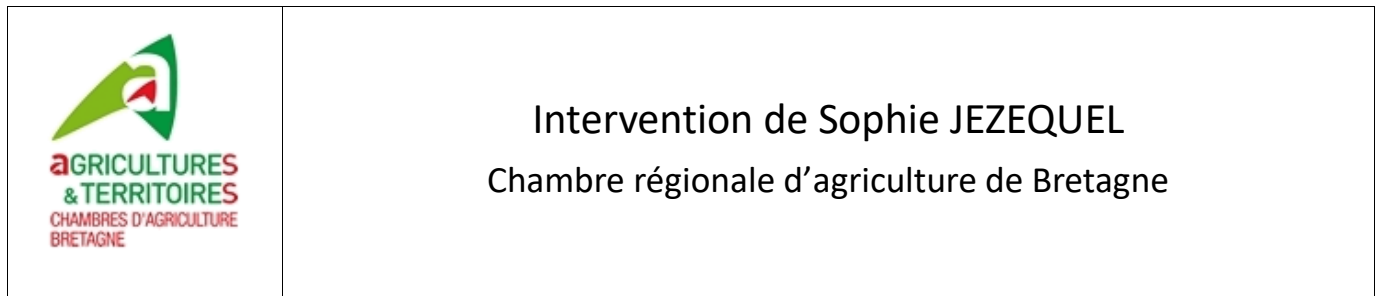 aGRICULTURES
& TERRITOIRES
CHAMBRES D'AGRICULTURE
BRETAGNE
Intervention de Sophie JEZEQUEL
Chambre régionale d’agriculture de Bretagne